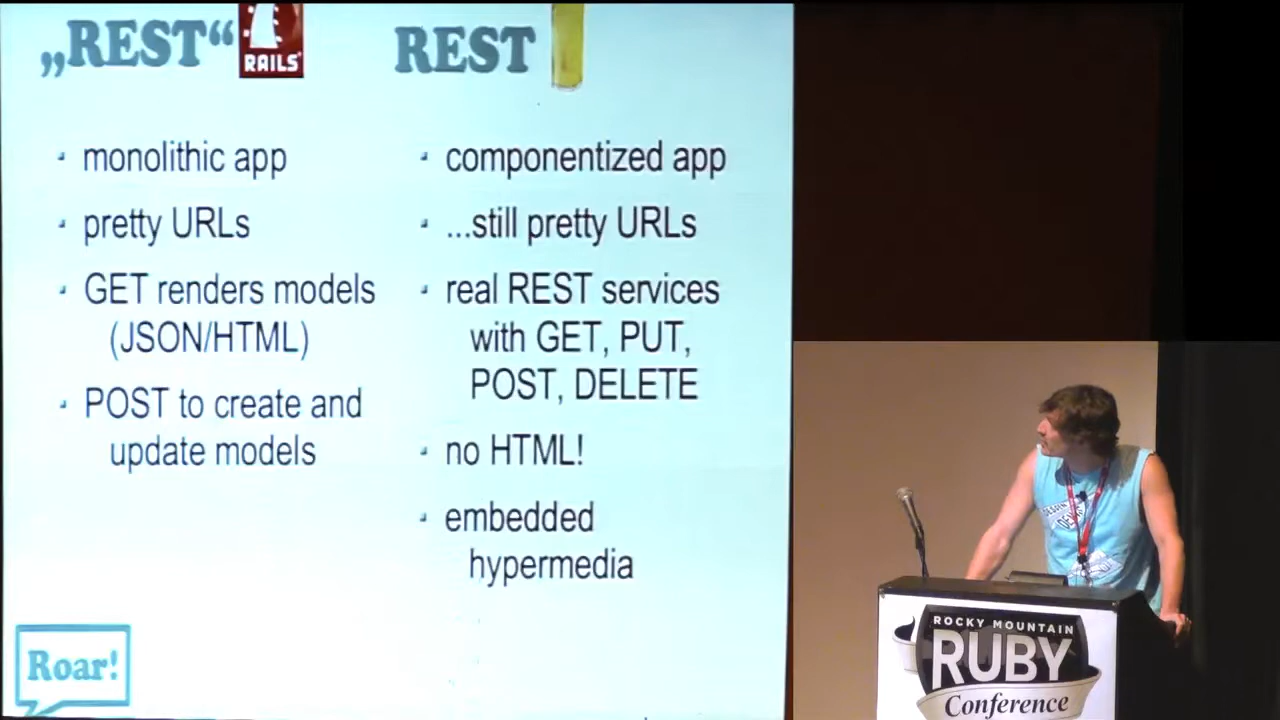 „REST“
RAILS
REST
· monolithic app
· pretty URLs
· GET renders models
(JSON/HTML)
· POST to create and
update models
· componentized app
· ...still pretty URLs
· real REST services
with GET, PUT,
POST, DELETE
· no HTML!
· embedded
hypermedia
Roar!
ROCKY MOUNTAIN
RUBY
Conference